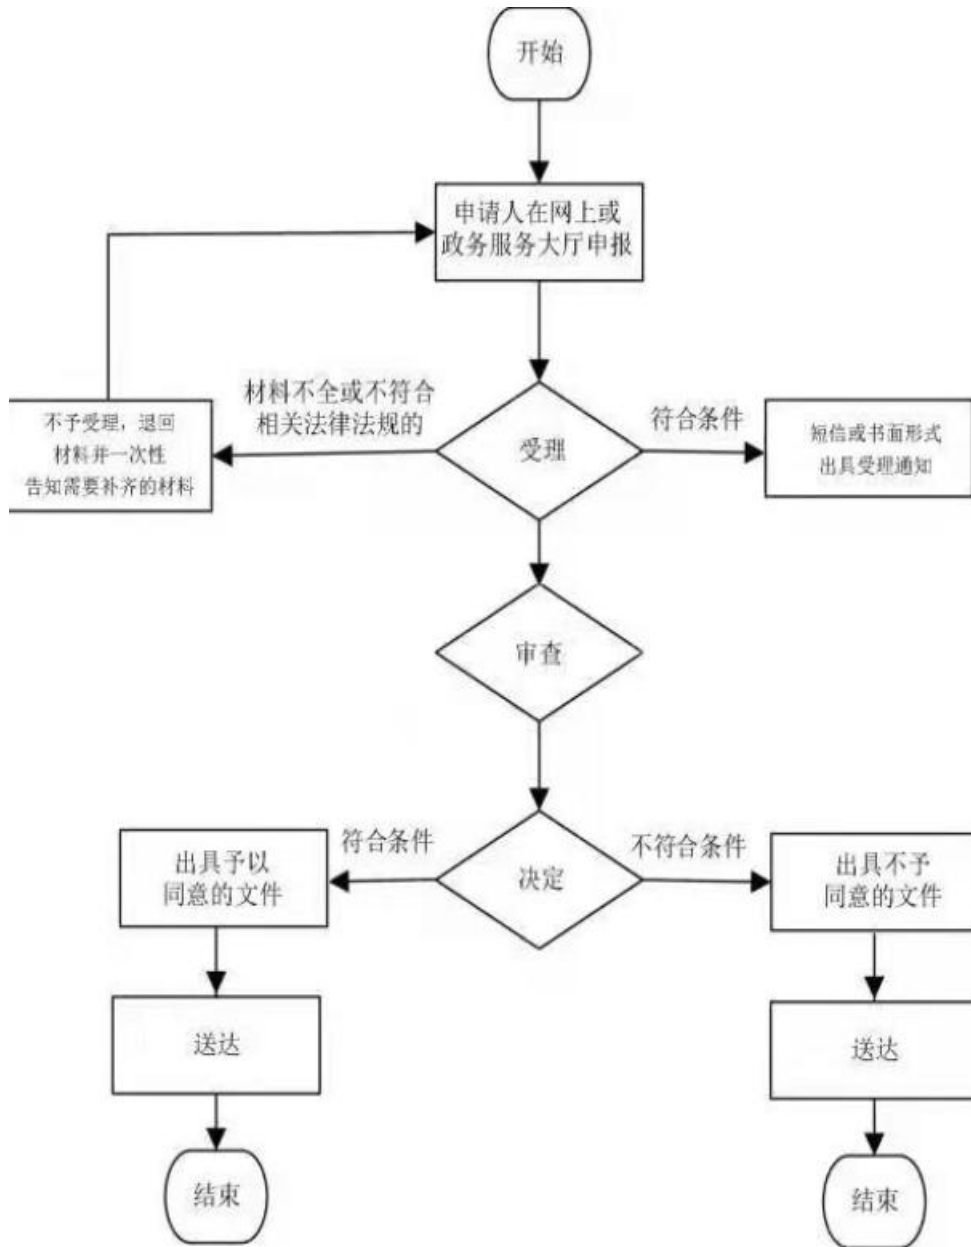 开始
申请人在网上或
政务服务大厅申报
材料不全或不符合
相关法律法规的
符合条件
不予受理，退回
材料并一次性
告知需要补齐的材料
受理
短信或书面形式
出具受理通知
审查
符合条件
不符合条件
出具予以
同意的文件
决定
出具不予
同意的文件
送达
送达
结束
结束